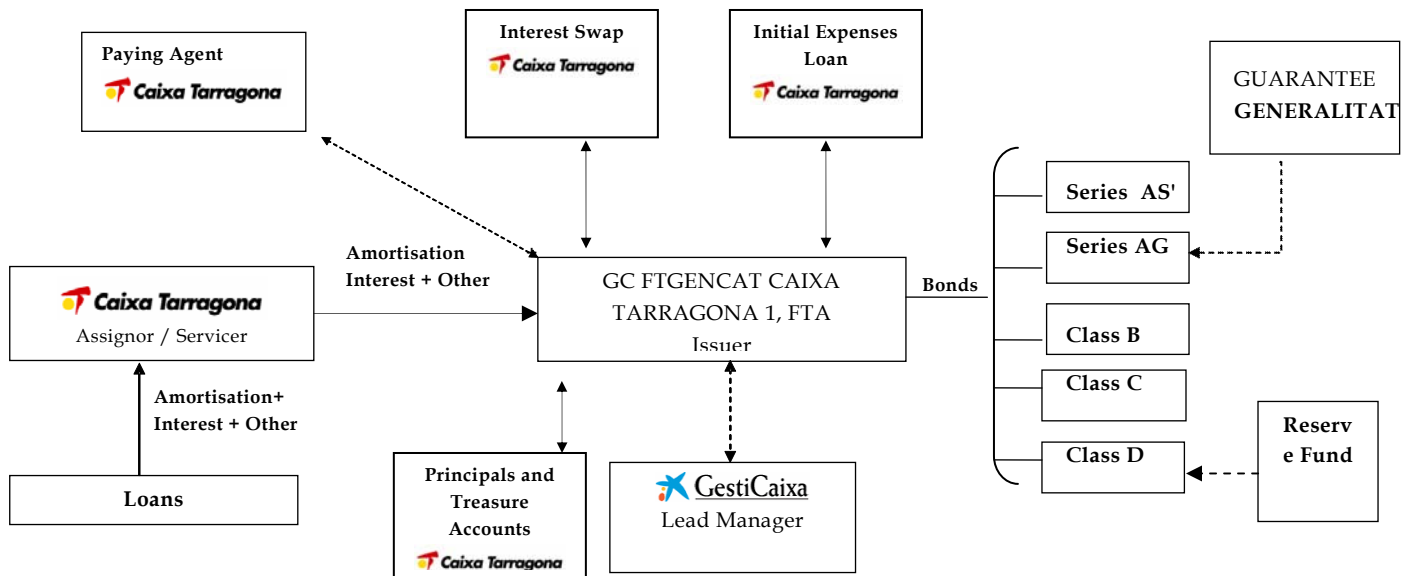 Paying Agent
Caixa Tarragona
Interest Swap
Caixa Tarragona
Initial Expenses
Loan
Caixa Tarragona
GUARANTEE
GENERALITAT
Series AS'
Series AG
Amortisation
Interest + Other
GC FTGENCAT CAIXA
TARRAGONA 1, FTA
Issuer
Bonds
Caixa Tarragona
Assignor / Servicer
Class B
Class C
Amortisation+
Interest + Other
Class D
Reserv
e Fund
Loans
Principals and
Treasure
Accounts
Caixa Tarragona
GestiCaixa
Lead Manager